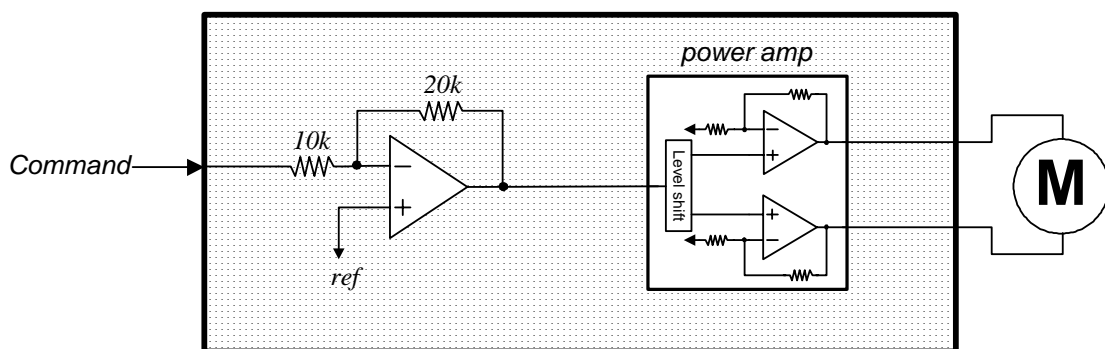 power amp
20k
10k
Command
ref
Level shift
M